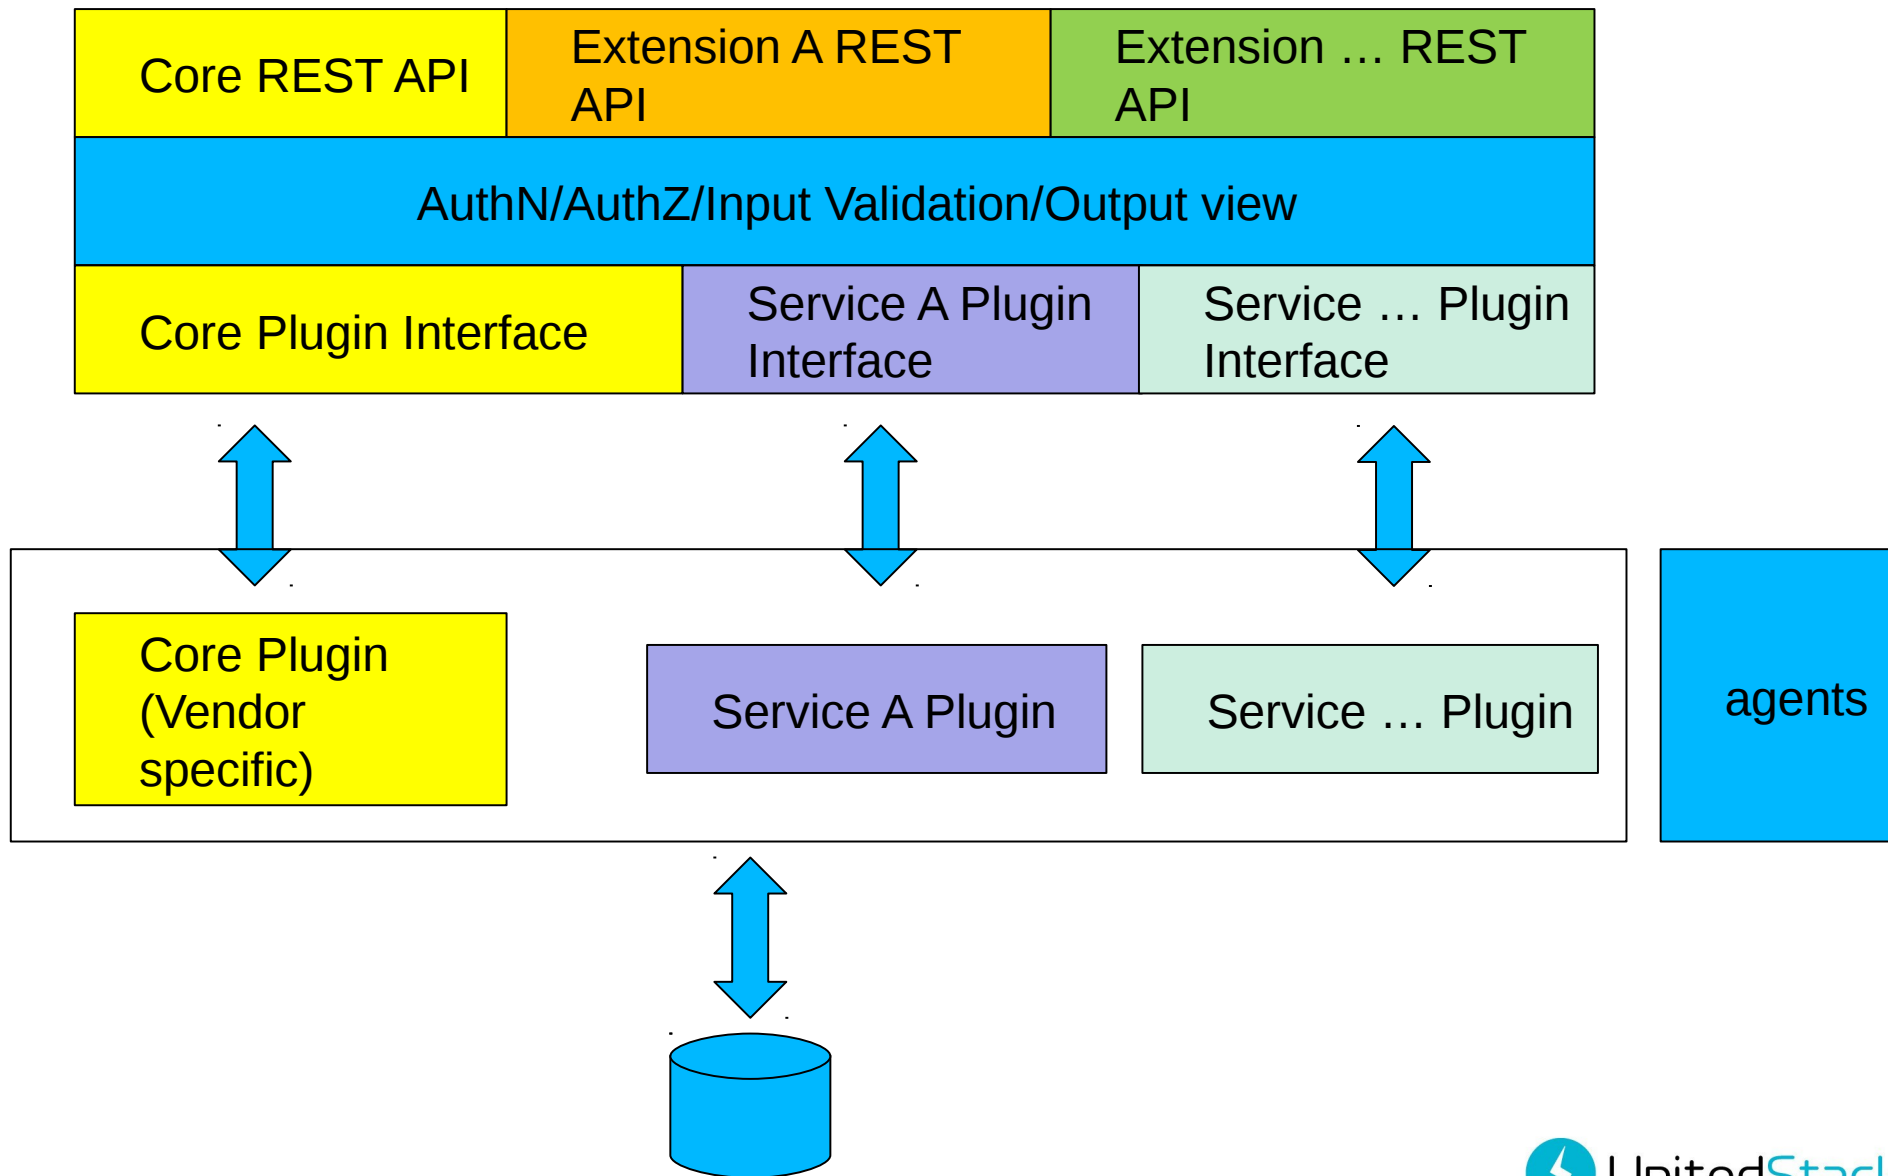 Core REST API
Extension A REST
API
Extension … REST
API
AuthN/AuthZ/Input Validation/Output view
Core Plugin Interface
Service A Plugin
Interface
Service … Plugin
Interface
Core Plugin
(Vendor
specific)
Service A Plugin
Service … Plugin
agents
UnitedStack